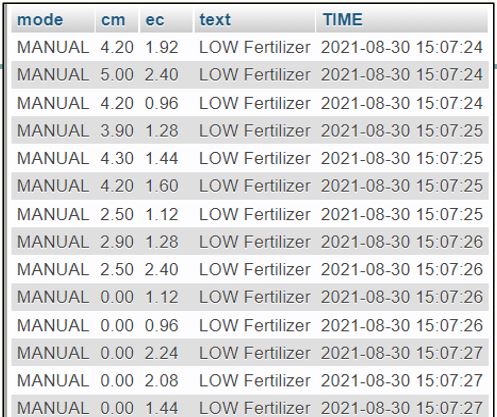 mode cm ec text TIME
MANUAL 4.20 1.92 LOW Fertilizer 2021-08-30 15:07:24
MANUAL 5.00 2.40 LOW Fertilizer 2021-08-30 15:07:24
MANUAL 4.20 0.96 LOW Fertilizer 2021-08-30 15:07:24
MANUAL 3.90 1.28 LOW Fertilizer 2021-08-30 15:07:25
MANUAL 4.30 1.44 LOW Fertilizer 2021-08-30 15:07:25
MANUAL 4.20 1.60 LOW Fertilizer 2021-08-30 15:07:25
MANUAL 2.50 1.12 LOW Fertilizer 2021-08-30 15:07:25
MANUAL 2.90 1.28 LOW Fertilizer 2021-08-30 15:07:26
MANUAL 2.50 2.40 LOW Fertilizer 2021-08-30 15:07:26
MANUAL 0.00 1.12 LOW Fertilizer 2021-08-30 15:07:26
MANUAL 0.00 0.96 LOW Fertilizer 2021-08-30 15:07:26
MANUAL 0.00 2.24 LOW Fertilizer 2021-08-30 15:07:27
MANUAL 0.00 2.08 LOW Fertilizer 2021-08-30 15:07:27
MANUAL 0.00 1.44 LOW Fertilizer 2021-08-30 15:07:27